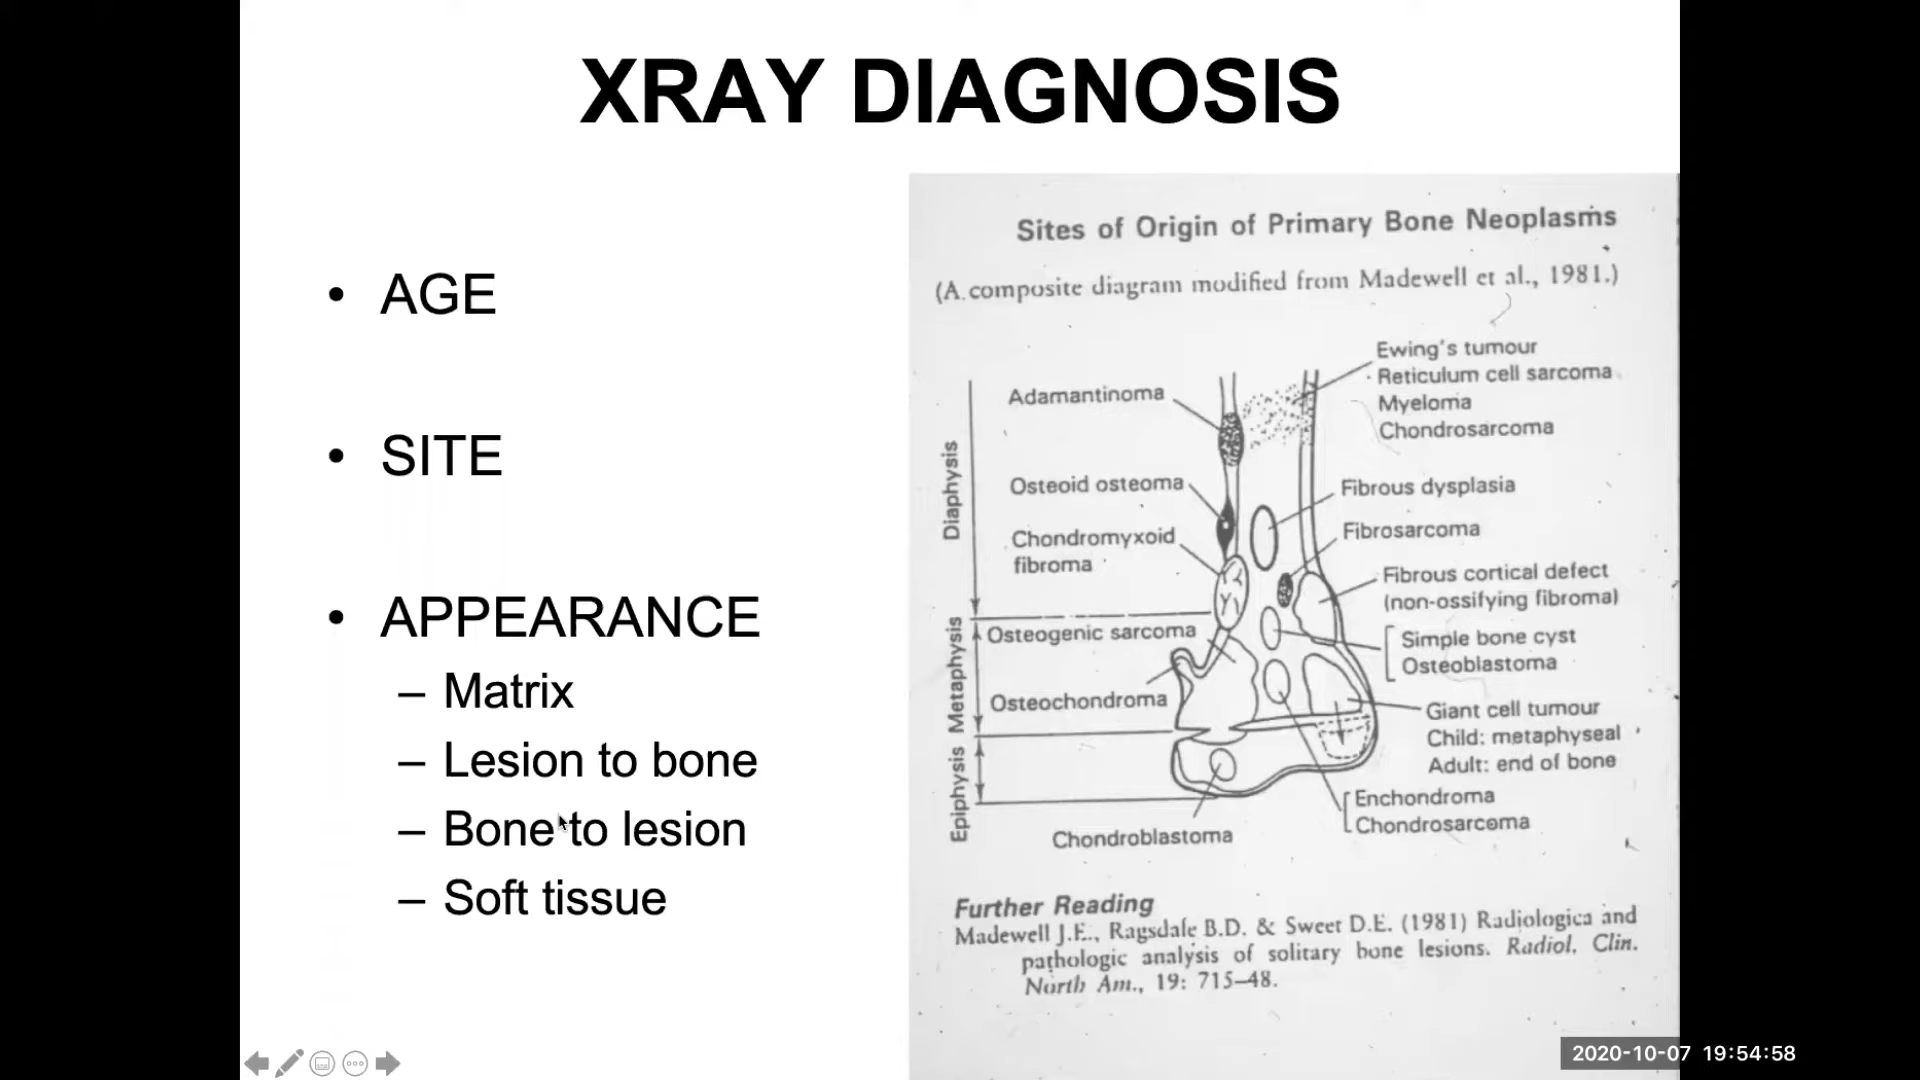 XRAY DIAGNOSIS
• AGE
• SITE
• APPEARANCE
– Matrix
– Lesion to bone
– Bone to lesion
– Soft tissue
Sites of Origin of Primary Bone Neoplasms
(A composite diagram modified from Madewell et al., 1981.)
Diaphysis
Metaphysis
Epiphysis
Adamantinoma
Osteoid osteoma
Chondromyxoid
fibroma
Osteogenic sarcoma
Osteochondroma
Chondroblastoma
Ewing's tumour
Reticulum cell sarcoma
Myeloma
Chondrosarcoma
Fibrous dysplasia
Fibrosarcoma
Fibrous cortical defect
(non-ossifying fibroma)
Simple bone cyst
Osteoblastoma
Giant cell tumour
Child: metaphyseal
Adult: end of bone
Enchondroma
Chondrosarcoma
Further Reading
Madewell J.E., Ragsdale B.D. & Sweet D.E. (1981) Radiologica and
pathologic analysis of solitary bone lesions. Radiol. Clin.
North Am., 19: 715–48.
2020-10-07 19:54:58